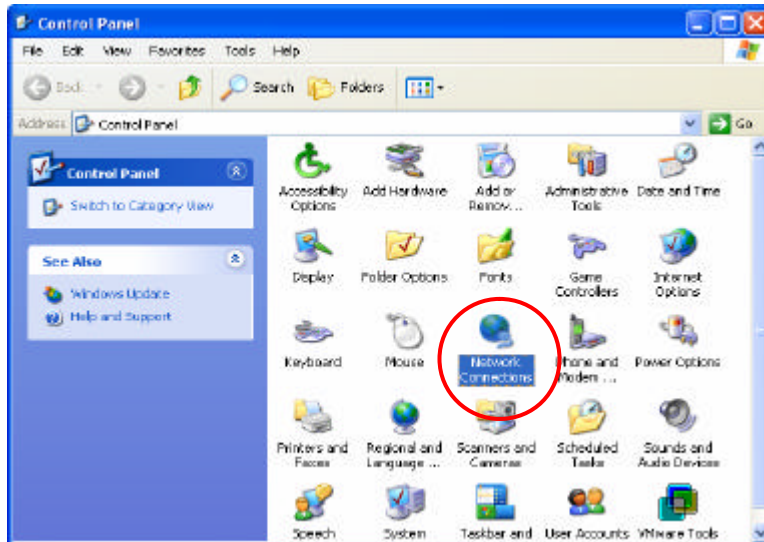 Control Panel
File Edit View Favorites Tools Help
Back Search Folders
Address Control Panel Go
Control Panel
Switch to Category View
See Also
Windows Update
Help and Support
Accessibility Options
Add Hardware
Add or Remov...
Administrative Tools
Date and Time
Display
Folder Options
Fonts
Game Controllers
Internet Options
Keyboard
Mouse
Network Connections
Phone and Modem ...
Power Options
Printers and Faxes
Regional and Language ...
Scanners and Cameras
Scheduled Tasks
Sounds and Audio Devices
Speech
System
Taskbar and
User Accounts
VMware Tools